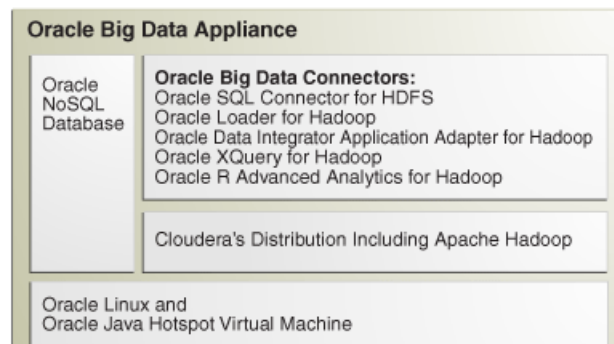 Oracle Big Data Appliance
Oracle
NoSQL
Database
Oracle Big Data Connectors:
Oracle SQL Connector for HDFS
Oracle Loader for Hadoop
Oracle Data Integrator Application Adapter for Hadoop
Oracle XQuery for Hadoop
Oracle R Advanced Analytics for Hadoop
Cloudera's Distribution Including Apache Hadoop
Oracle Linux and
Oracle Java Hotspot Virtual Machine